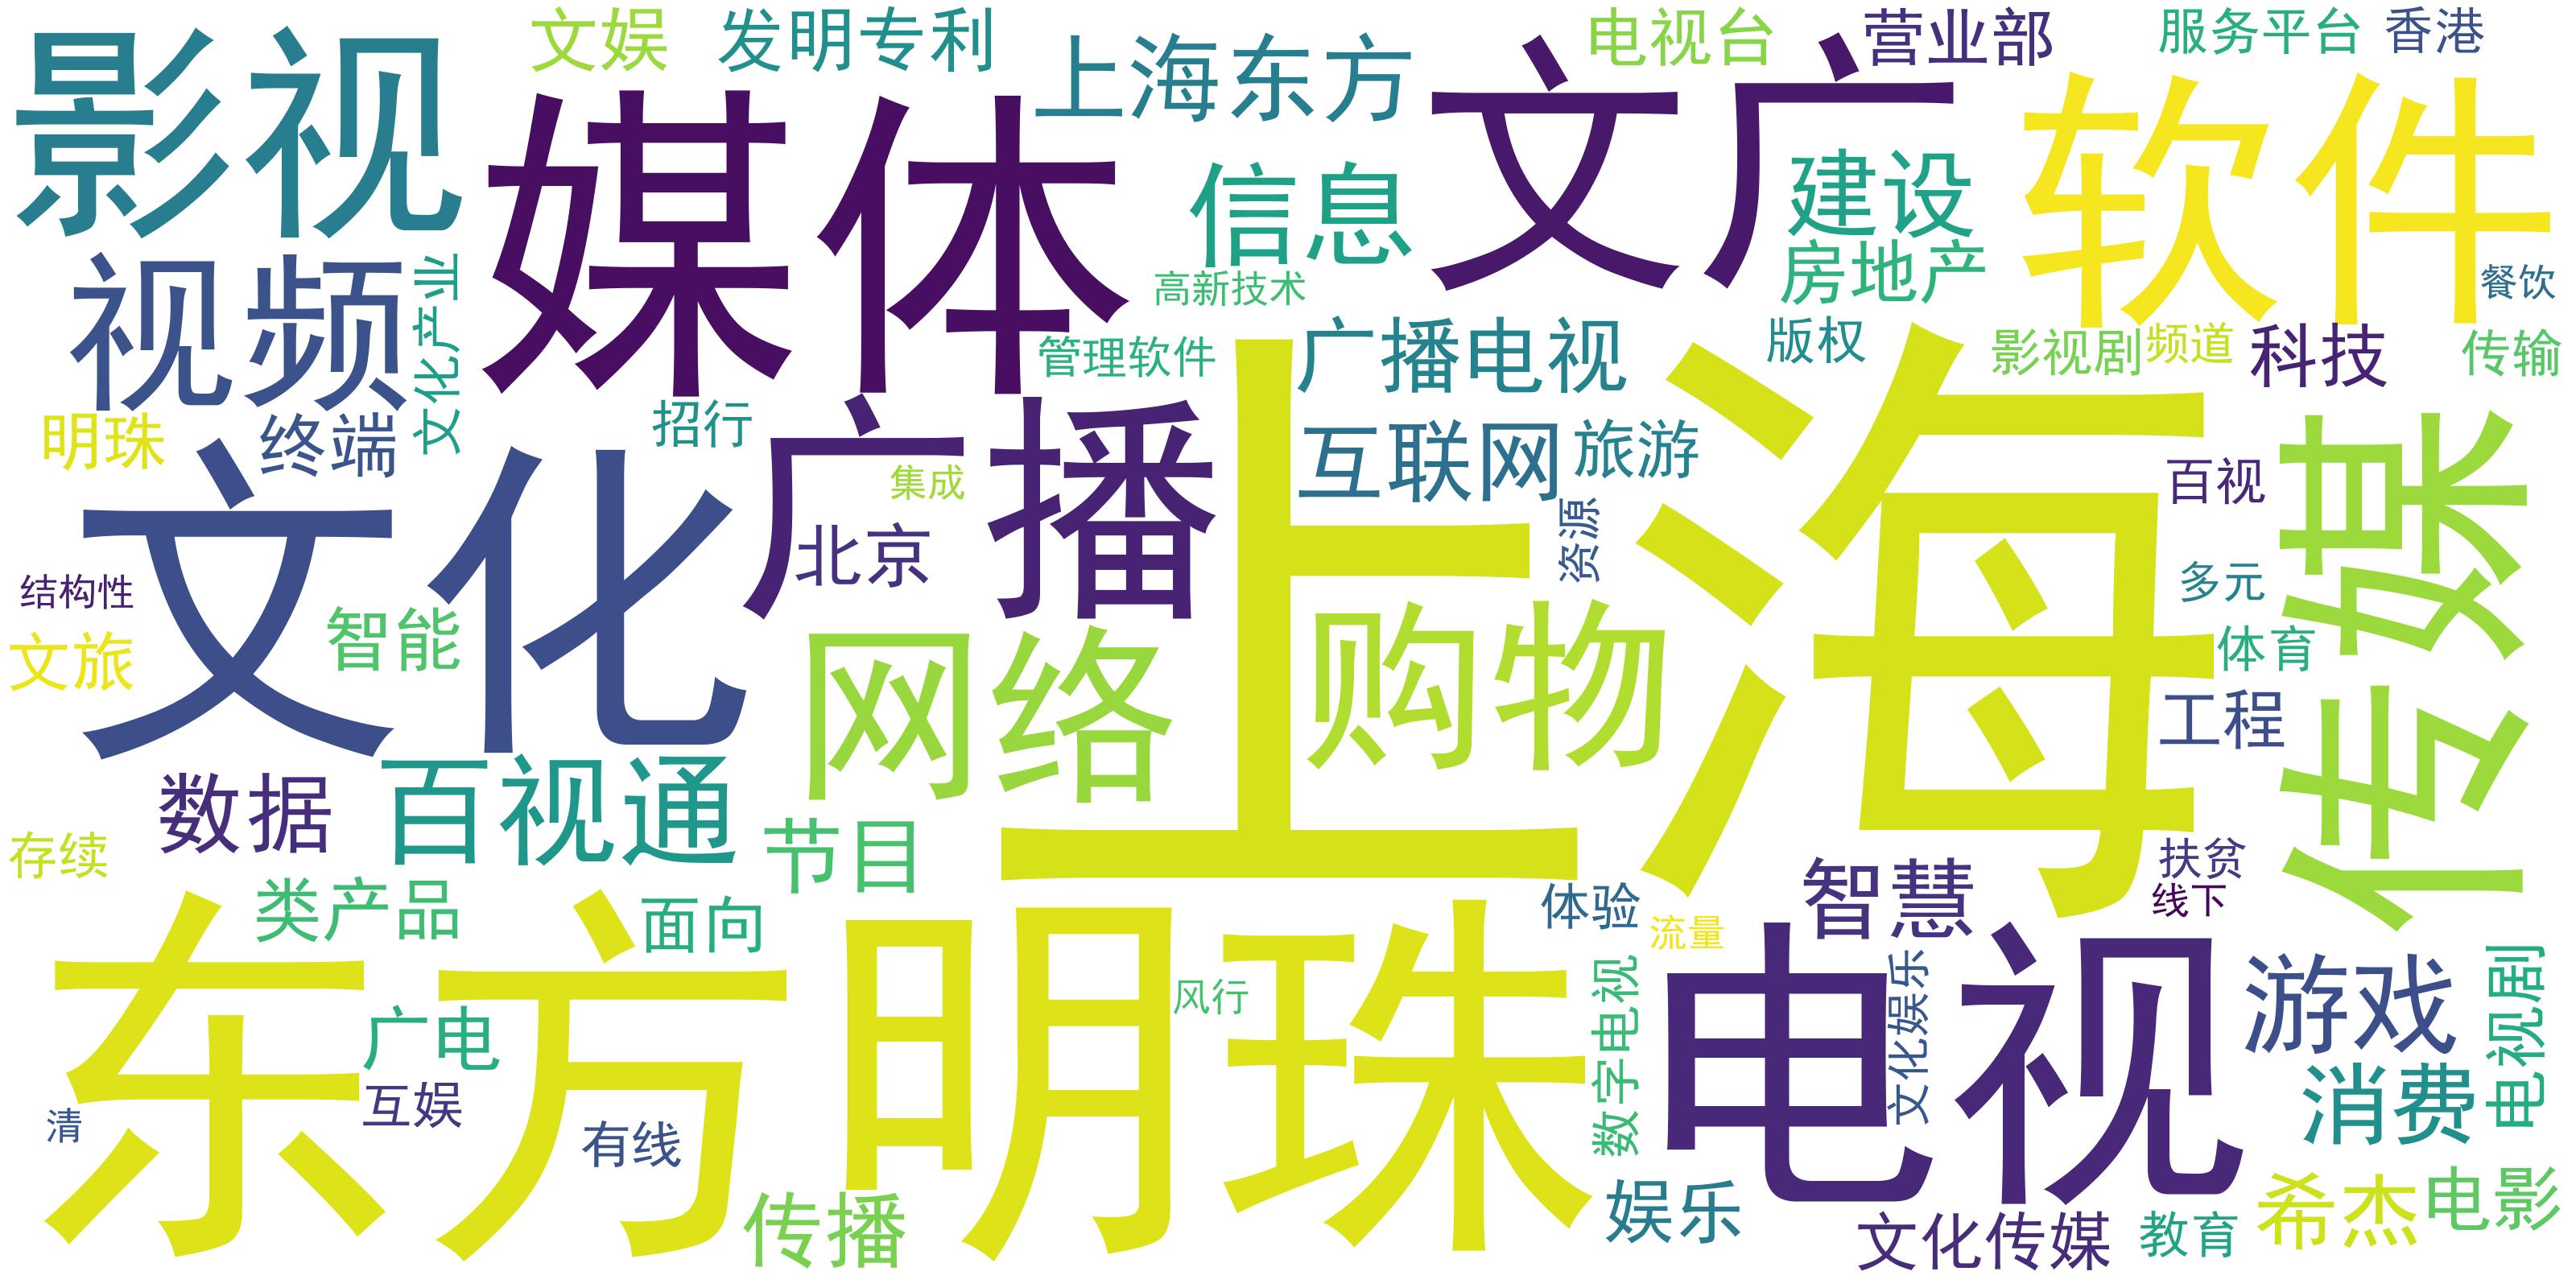 影视
文娱
发明专利
上海东方
电视台
营业部
服务平台
香港
媒体
文广
软件
信息
建设
房地产
高新技术
餐饮
视频
文化产业
管理软件
广播电视
版权
影视剧
频道
科技
传输
明珠
终端
招行
广播
互联网
旅游
上海
百视
传媒
文化
集成
北京
资源
多元
结构性
智能
文旅
网络
购物
体育
工程
数据
百视通
节目
存续
类产品
面向
智慧
扶贫
线下
体验
流量
东方明珠
风行
电视
数字电视
文化娱乐
游戏
电视剧
广电
互娱
清
有线
消费
传播
娱乐
文化传媒
教育
希杰
电影